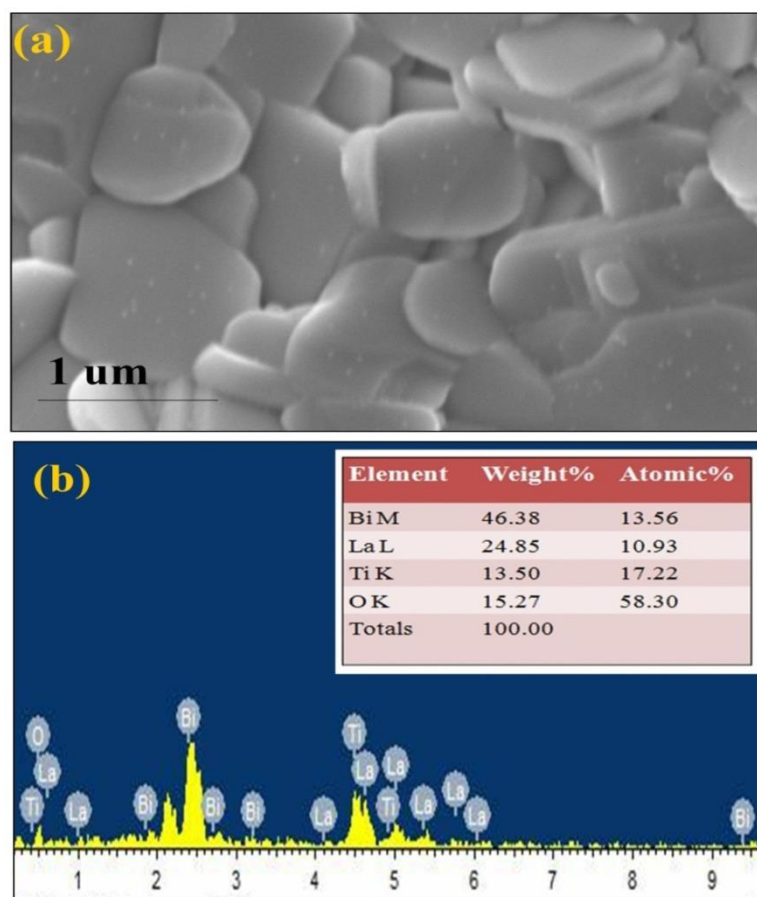 (a)
1 um
(b)
Element Weight% Atomic%
Bi M 46.38 13.56
La L 24.85 10.93
Ti K 13.50 17.22
O K 15.27 58.30
Totals 100.00
Bi
O
Ti
La
La
La
Ti
La
Bi
Bi
Bi
La
Ti
La
La
La
Bi
1 2 3 4 5 6 7 8 9